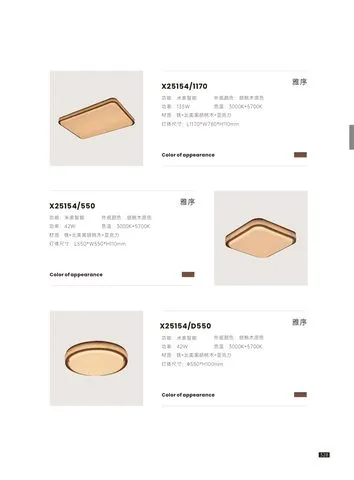 X25154/1170
雅序
功能: 米家智能 外观颜色: 胡桃木原色
功率: 135W 色温: 3000K+5700K
材质: 铁+北美黑胡桃木+亚克力
灯体尺寸: L1170*W780*H110mm
Color of appearance
X25154/550
雅序
功能: 米家智能 外观颜色: 胡桃木原色
功率: 42W 色温: 3000K+5700K
材质: 铁+北美黑胡桃木+亚克力
灯体尺寸: L550*W550*H110mm
Color of appearance
X25154/D550
雅序
功能: 米家智能 外观颜色: 胡桃木原色
功率: 42W 色温: 3000K+5700K
材质: 铁+北美黑胡桃木+亚克力
灯体尺寸: Φ550*H100mm
Color of appearance